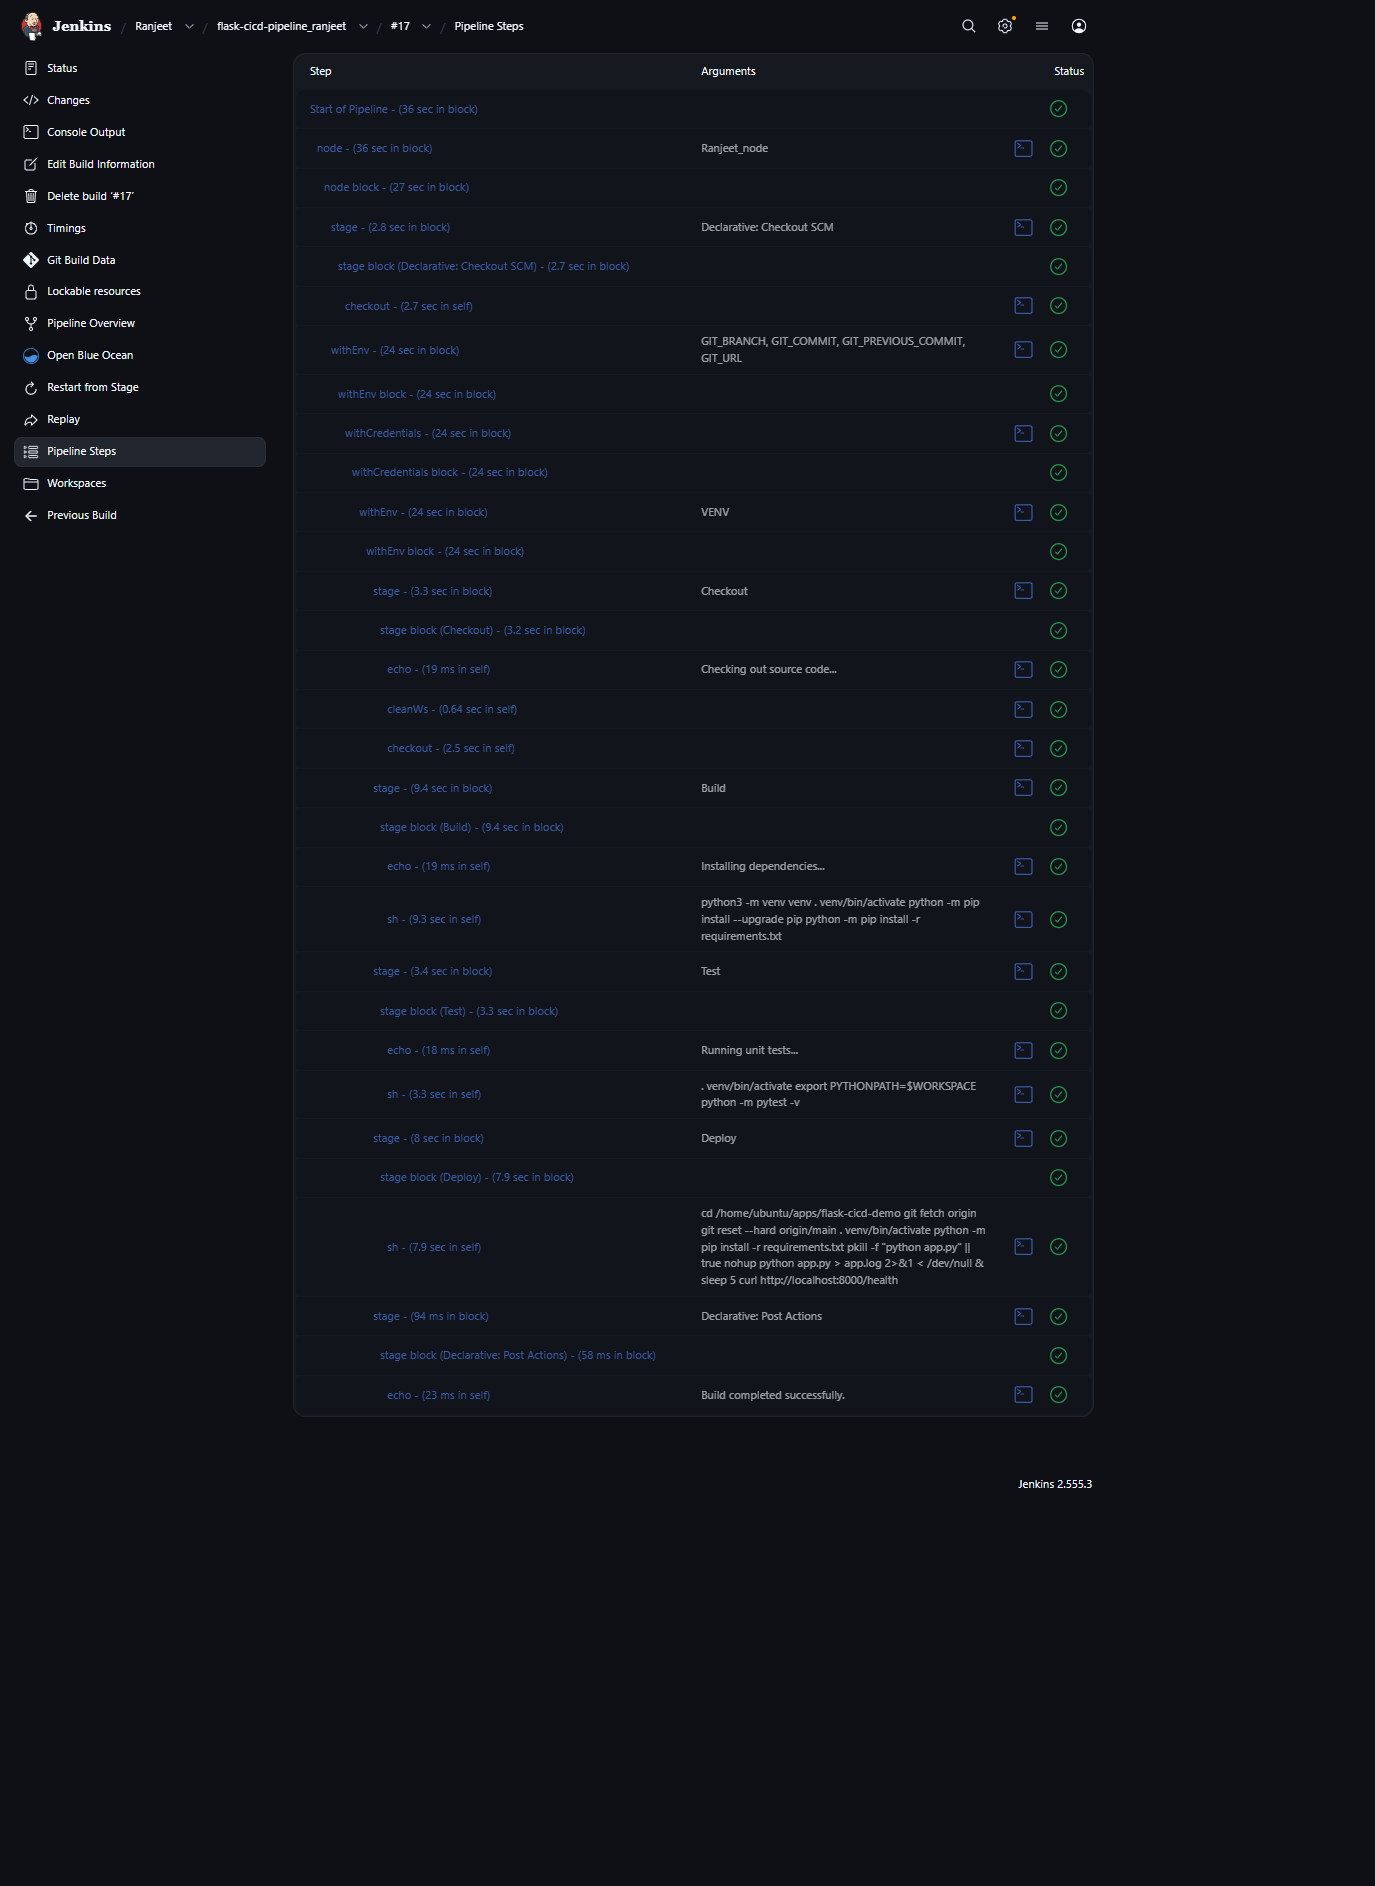 Jenkins / Ranjeet / flask-cicd-pipeline_ranjeet / #17 / Pipeline Steps
Status
Changes
Console Output
Edit Build Information
Delete build ‘#17’
Timings
Git Build Data
Lockable resources
Pipeline Overview
Open Blue Ocean
Restart from Stage
Replay
Pipeline Steps
Workspaces
Previous Build
Step Arguments Status
Start of Pipeline - (36 sec in block)
node - (36 sec in block) Ranjeet_node
node block - (27 sec in block)
stage - (2.8 sec in block) Declarative: Checkout SCM
stage block (Declarative: Checkout SCM) - (2.7 sec in block)
checkout - (2.7 sec in self)
withEnv - (24 sec in block) GIT_BRANCH, GIT_COMMIT, GIT_PREVIOUS_COMMIT,
GIT_URL
withEnv block - (24 sec in block)
withCredentials - (24 sec in block)
withCredentials block - (24 sec in block)
withEnv - (24 sec in block) VENV
withEnv block - (24 sec in block)
stage - (3.3 sec in block) Checkout
stage block (Checkout) - (3.2 sec in block)
echo - (19 ms in self) Checking out source code...
cleanWs - (0.64 sec in self)
checkout - (2.5 sec in self)
stage - (9.4 sec in block) Build
stage block (Build) - (9.4 sec in block)
echo - (19 ms in self) Installing dependencies...
sh - (9.3 sec in self) python3 -m venv venv . venv/bin/activate python -m pip
install --upgrade pip python -m pip install -r
requirements.txt
stage - (3.4 sec in block) Test
stage block (Test) - (3.3 sec in block)
echo - (18 ms in self) Running unit tests...
sh - (3.3 sec in self) . venv/bin/activate export PYTHONPATH=$WORKSPACE
python -m pytest -v
stage - (8 sec in block) Deploy
stage block (Deploy) - (7.9 sec in block)
sh - (7.9 sec in self) cd /home/ubuntu/apps/flask-cicd-demo git fetch origin
git reset --hard origin/main . venv/bin/activate python -m
pip install -r requirements.txt pkill -f "python app.py" ||
true nohup python app.py > app.log 2>&1 < /dev/null &
sleep 5 curl http://localhost:8000/health
stage - (94 ms in block) Declarative: Post Actions
stage block (Declarative: Post Actions) - (58 ms in block)
echo - (23 ms in self) Build completed successfully.
Jenkins 2.555.3